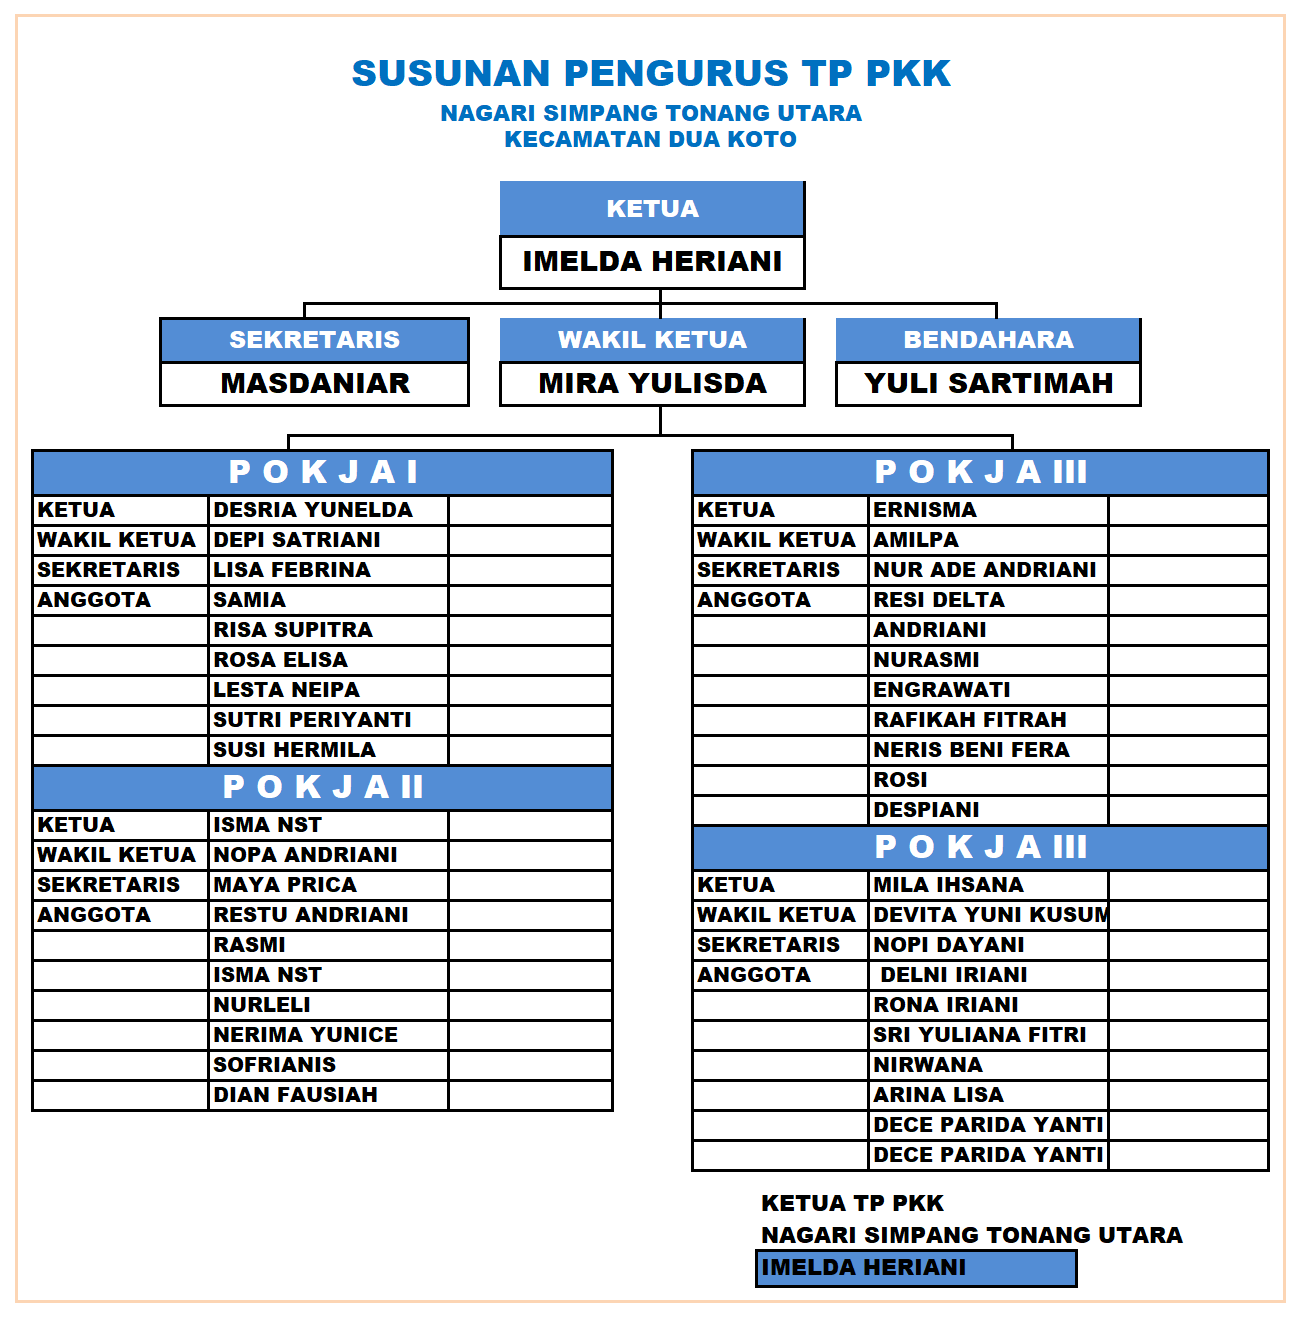 SUSUNAN PENGURUS TP PKK
NAGARI SIMPANG TONANG UTARA
KECAMATAN DUA KOTO
KETUA
IMELDA HERIANI
SEKRETARIS
MASDANIAR
WAKIL KETUA
MIRA YULISDA
BENDAHARA
YULI SARTIMAH
P O K J A I
KETUA DESRIA YUNELDA
WAKIL KETUA DEPI SATRIANI
SEKRETARIS LISA FEBRINA
ANGGOTA SAMIA
RISA SUPITRA
ROSA ELISA
LESTA NEIPA
SUTRI PERIYANTI
SUSI HERMILA
P O K J A II
KETUA ISMA NST
WAKIL KETUA NOPA ANDRIANI
SEKRETARIS MAYA PRICA
ANGGOTA RESTU ANDRIANI
RASMI
ISMA NST
NURLELI
NERIMA YUNICE
SOFRIANIS
DIAN FAUSIAH
P O K J A III
KETUA ERNISMA
WAKIL KETUA AMILPA
SEKRETARIS NUR ADE ANDRIANI
ANGGOTA RESI DELTA
ANDRIANI
NURASMI
ENGRAWATI
RAFIKAH FITRAH
NERIS BENI FERA
ROSI
DESPIANI
P O K J A III
KETUA MILA IHSANA
WAKIL KETUA DEVITA YUNI KUSUM
SEKRETARIS NOPI DAYANI
ANGGOTA DELNI IRIANI
RONA IRIANI
SRI YULIANA FITRI
NIRWANA
ARINA LISA
DECE PARIDA YANTI
DECE PARIDA YANTI
KETUA TP PKK
NAGARI SIMPANG TONANG UTARA
IMELDA HERIANI